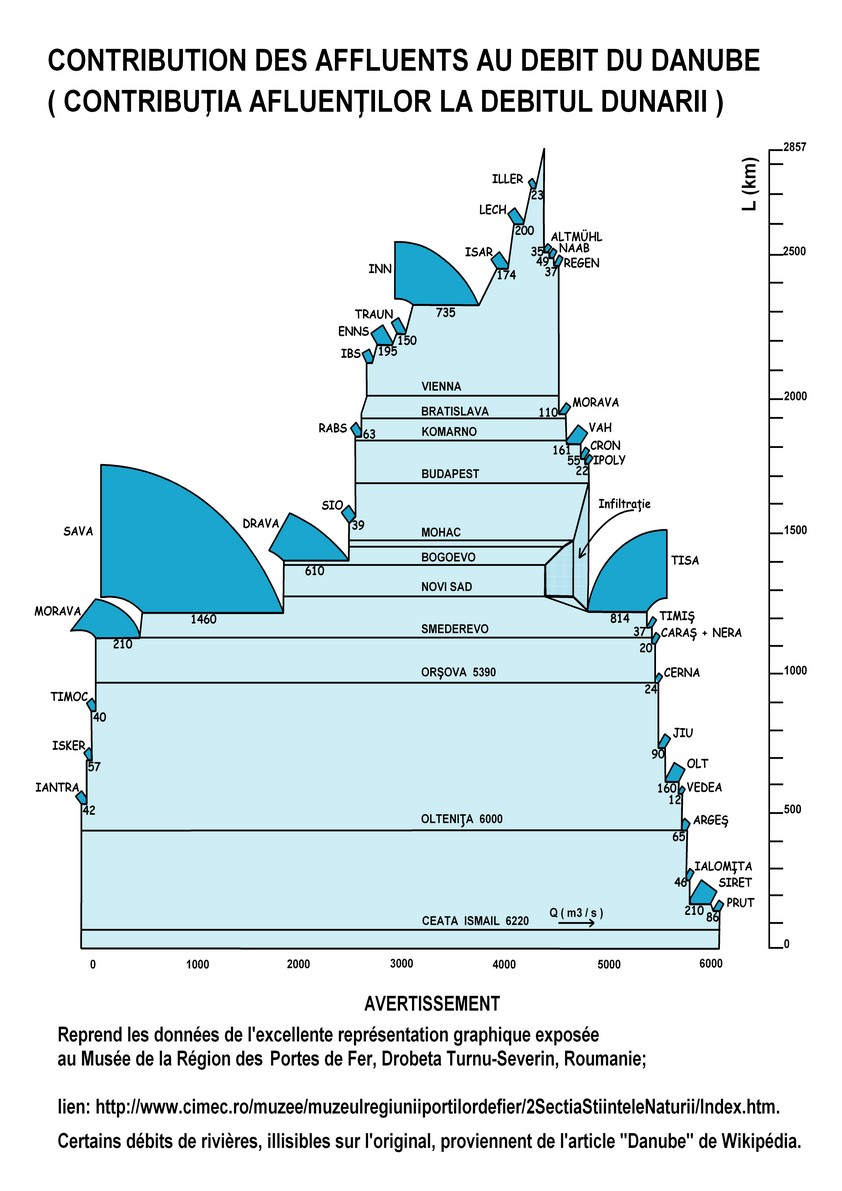 CONTRIBUTION DES AFFLUENTS AU DEBIT DU DANUBE
( CONTRIBUȚIA AFLUENȚILOR LA DEBITUL DUNARII )
L (km)
2857
ILLER
23
LECH
200
ALTMÜHL
35
NAAB
49
ISAR
174
REGEN
37
2500
INN
735
TRAUN
150
ENNS
195
IBS
VIENNA
2000
MORAVA
110
BRATISLAVA
RABS
63
KOMARNO
VAH
161
CRON
55
IPOLY
22
BUDAPEST
SIO
39
Infiltraţie
DRAVA
610
SAVA
1460
MOHAC
1500
BOGOEVO
TISA
814
NOVI SAD
MORAVA
210
TIMIŞ
37
SMEDEREVO
CARAŞ + NERA
20
ORŞOVA 5390
CERNA
24
1000
TIMOC
40
JIU
90
ISKER
57
OLT
160
IANTRA
42
VEDEA
12
OLTENIŢA 6000
ARGEŞ
65
500
IALOMIŢA
46
SIRET
210
PRUT
86
CEATA ISMAIL 6220
Q ( m3 / s )
0
0 1000 2000 3000 4000 5000 6000
AVERTISSEMENT
Reprend les données de l'excellente représentation graphique exposée
au Musée de la Région des Portes de Fer, Drobeta Turnu-Severin, Roumanie;
lien: http://www.cimec.ro/muzee/muzeulregiuniiportilordefier/2SectiaStiinteleNaturii/Index.htm.
Certains débits de rivières, illisibles sur l'original, proviennent de l'article "Danube" de Wikipédia.